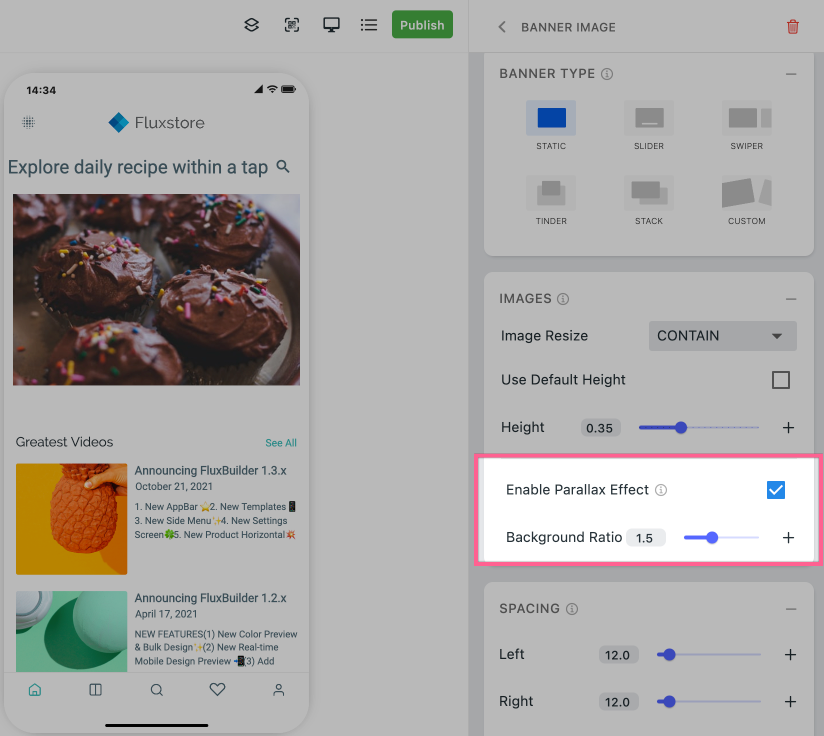 Publish
BANNER IMAGE
14:34
Fluxstore
Explore daily recipe within a tap
Greatest Videos
See All
Announcing FluxBuilder 1.3.x
October 21, 2021
1. New AppBar ⭐2. New Templates📱
3. New Side Menu✨4. New Settings
Screen🍀5. New Product Horizontal💥
Announcing FluxBuilder 1.2.x
April 17, 2021
NEW FEATURES(1) New Color Preview
& Bulk Design✨(2) New Real-time
Mobile Design Preview 📲(3) Add
BANNER TYPE
STATIC
SLIDER
SWIPER
TINDER
STACK
CUSTOM
IMAGES
Image Resize
CONTAIN
Use Default Height
Height
0.35
Enable Parallax Effect
Background Ratio
1.5
SPACING
Left
12.0
Right
12.0